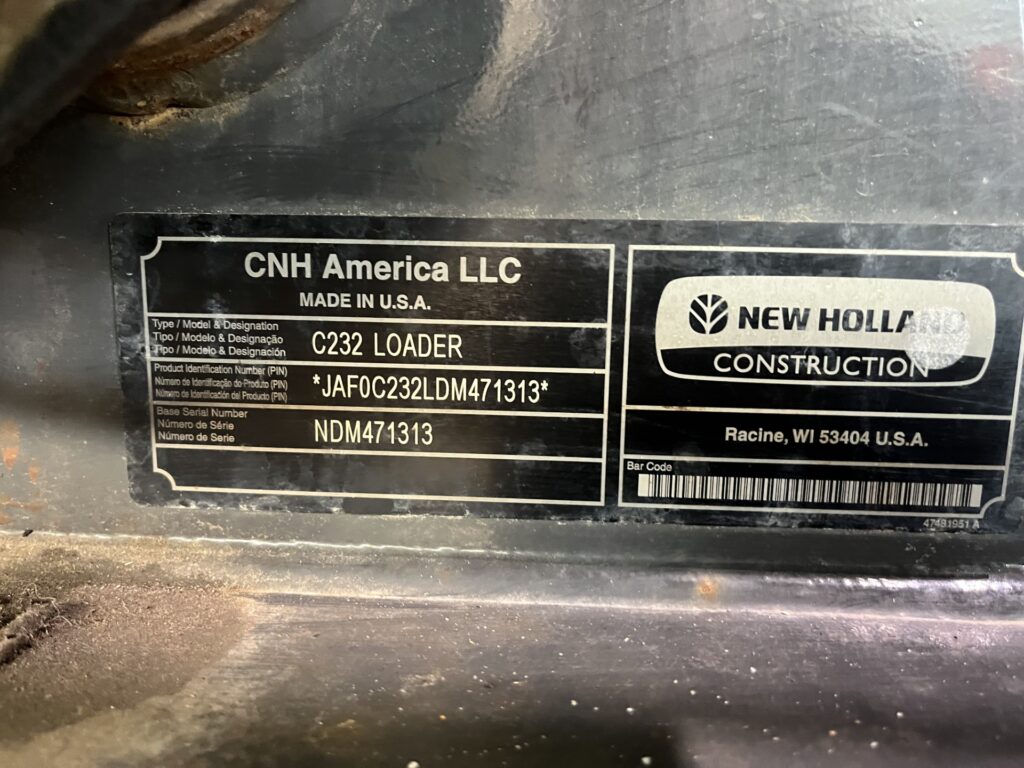 CNH America LLC
MADE IN U.S.A.
Type / Model & Designation
Tipo / Modelo & Designação
Tipo / Modelo & Designación
C232 LOADER
Product Identification Number (PIN)
Número de Identificação do Produto (PIN)
Número de Identificación del Producto (PIN)
*JAF0C232LDM471313*
Base Serial Number
Número de Série
Número de Serie
NDM471313
NEW HOLLAND
CONSTRUCTION
Racine, WI 53404 U.S.A.
Bar Code
47481951 A